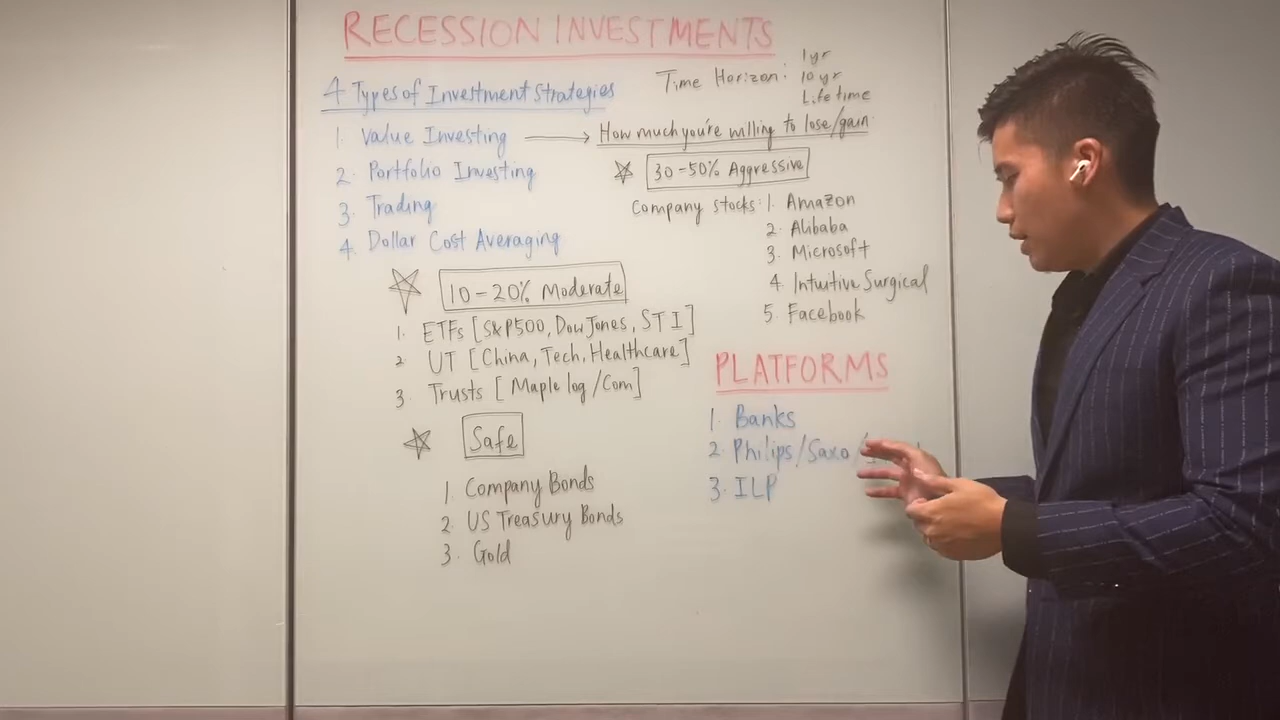 RECESSION INVESTMENTS
4 Types of Investment Strategies
1. Value Investing → How much you're willing to lose/gain
2. Portfolio Investing
3. Trading
4. Dollar Cost Averaging
Time Horizon: 1yr
10 yr
Lifetime
30-50% Aggressive
Company stocks: 1. Amazon
2. Alibaba
3. Microsoft
4. Intuitive Surgical
5. Facebook
10-20% Moderate
1. ETFs [S&P500, Dow Jones, STI]
2 UT [China, Tech, Healthcare]
3. Trusts [Maple log/Com]
Safe
1. Company Bonds
2. US Treasury Bonds
3. Gold
PLATFORMS
1. Banks
2. Philips/Saxo/
3. ILP